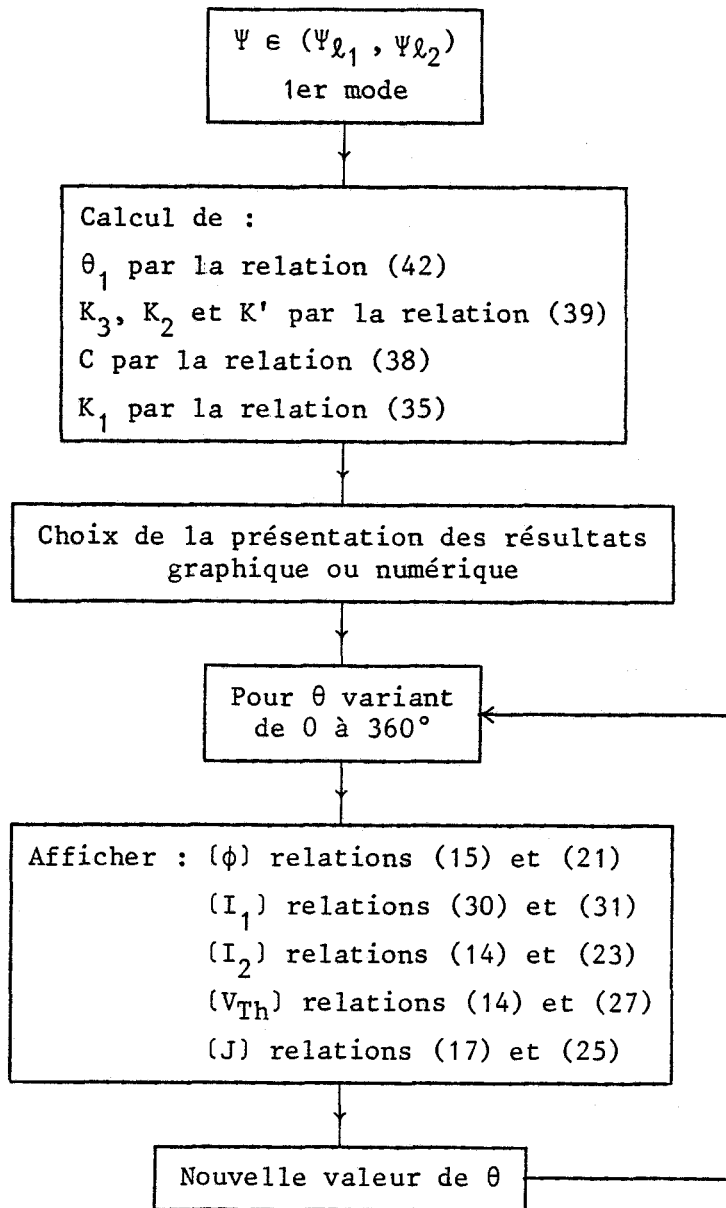 Ψ ∈ (Ψℓ1 , Ψℓ2)
1er mode
Calcul de :
θ1 par la relation (42)
K3, K2 et K' par la relation (39)
C par la relation (38)
K1 par la relation (35)
Choix de la présentation des résultats
graphique ou numérique
Pour θ variant
de 0 à 360°
Afficher : (ϕ) relations (15) et (21)
(I1) relations (30) et (31)
(I2) relations (14) et (23)
(VTh) relations (14) et (27)
(J) relations (17) et (25)
Nouvelle valeur de θ